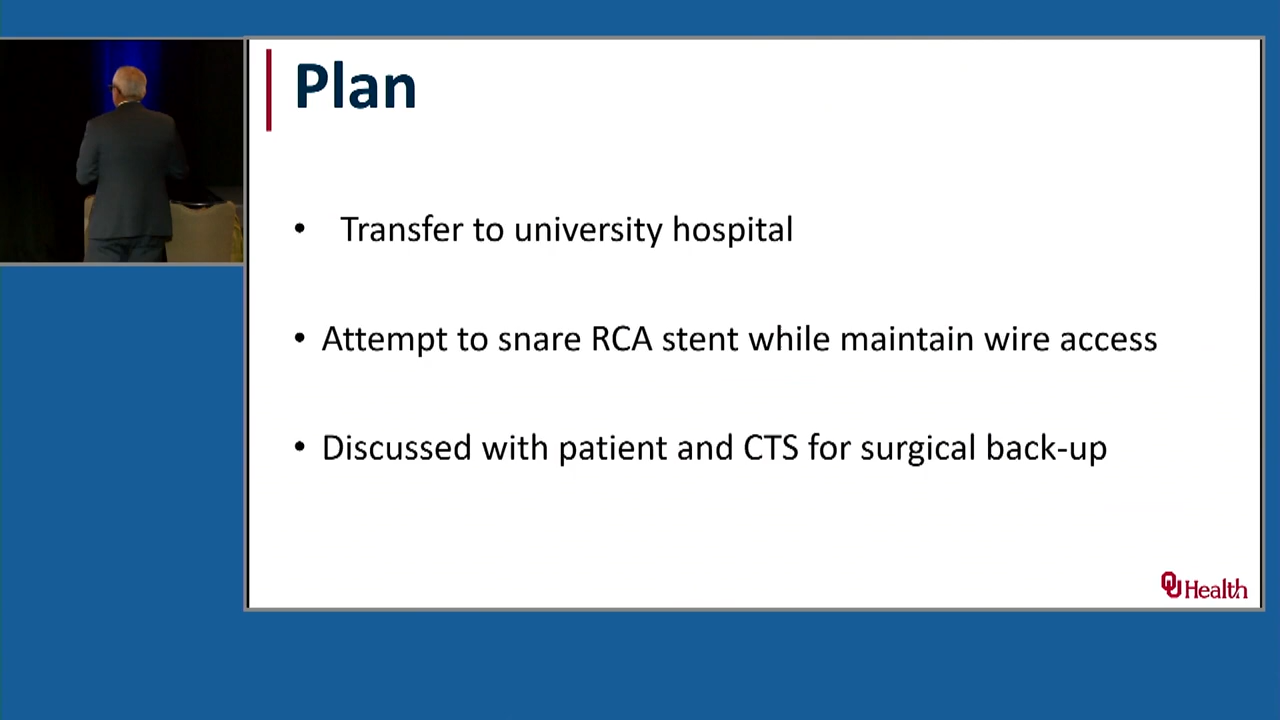 Plan
• Transfer to university hospital
• Attempt to snare RCA stent while maintain wire access
• Discussed with patient and CTS for surgical back-up
OU Health